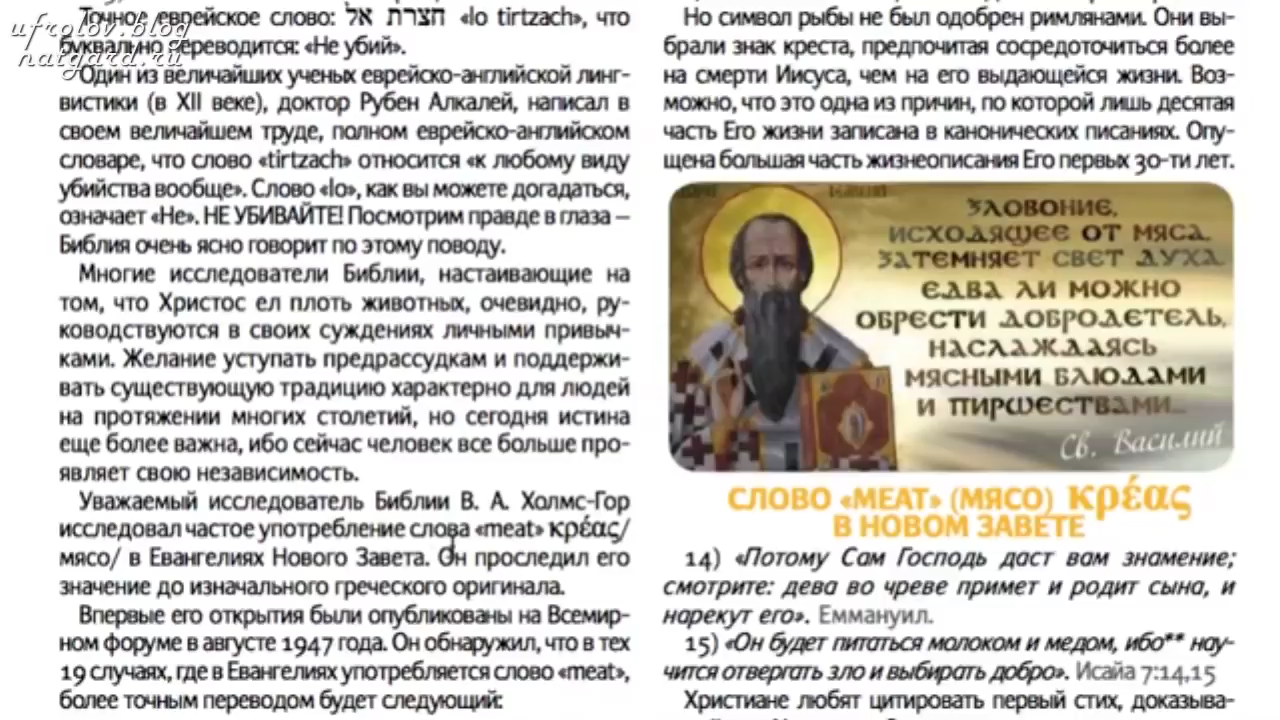 ufrolov.blog
natgard.ru
Точное еврейское слово: חצרת אל «lo tirtzach», что
буквально переводится: «Не убий».
Один из величайших ученых еврейско-английской линг-
вистики (в XII веке), доктор Рубен Алкалей, написал в
своем величайшем труде, полном еврейско-английском
словаре, что слово «tirtzach» относится «к любому виду
убийства вообще». Слово «lo», как вы можете догадаться,
означает «Не». НЕ УБИВАЙТЕ! Посмотрим правде в глаза –
Библия очень ясно говорит по этому поводу.
Многие исследователи Библии, настаивающие на
том, что Христос ел плоть животных, очевидно, ру-
ководствуются в своих суждениях личными привыч-
ками. Желание уступать предрассудкам и поддержи-
вать существующую традицию характерно для людей
на протяжении многих столетий, но сегодня истина
еще более важна, ибо сейчас человек все больше про-
являет свою независимость.
Уважаемый исследователь Библии В. А. Холмс-Гор
исследовал частое употребление слова «meat» κρέας/
мясо/ в Евангелиях Нового Завета. Он проследил его
значение до изначального греческого оригинала.
Впервые его открытия были опубликованы на Всемир-
ном форуме в августе 1947 года. Он обнаружил, что в тех
19 случаях, где в Евангелиях употребляется слово «meat»,
более точным переводом будет следующий:
Но символ рыбы не был одобрен римлянами. Они вы-
брали знак креста, предпочитая сосредоточиться более
на смерти Иисуса, чем на его выдающейся жизни. Воз-
можно, что это одна из причин, по которой лишь десятая
часть Его жизни записана в канонических писаниях. Опу-
щена большая часть жизнеописания Его первых 30-ти лет.
ЗЛОВОНИЕ,
ИСХОДЯЩЕЕ ОТ МЯСА,
ЗАТЕМНЯЕТ СВЕТ ДУХА
ЕДВА ЛИ МОЖНО
ОБРЕСТИ ДОБРОДЕТЕЛЬ,
НАСЛАЖДАЯСЬ
МЯСНЫМИ БЛЮДАМИ
И ПИРШЕСТВАМИ...
Св. Василий
СЛОВО «MEAT» (МЯСО) κρέας
В НОВОМ ЗАВЕТЕ
14) «Потому Сам Господь даст вам знамение;
смотрите: дева во чреве примет и родит сына, и
нарекут его». Еммануил.
15) «Он будет питаться молоком и медом, ибо** нау-
чится отвергать зло и выбирать добро». Исайа 7:14,15
Христиане любят цитировать первый стих, доказыва-